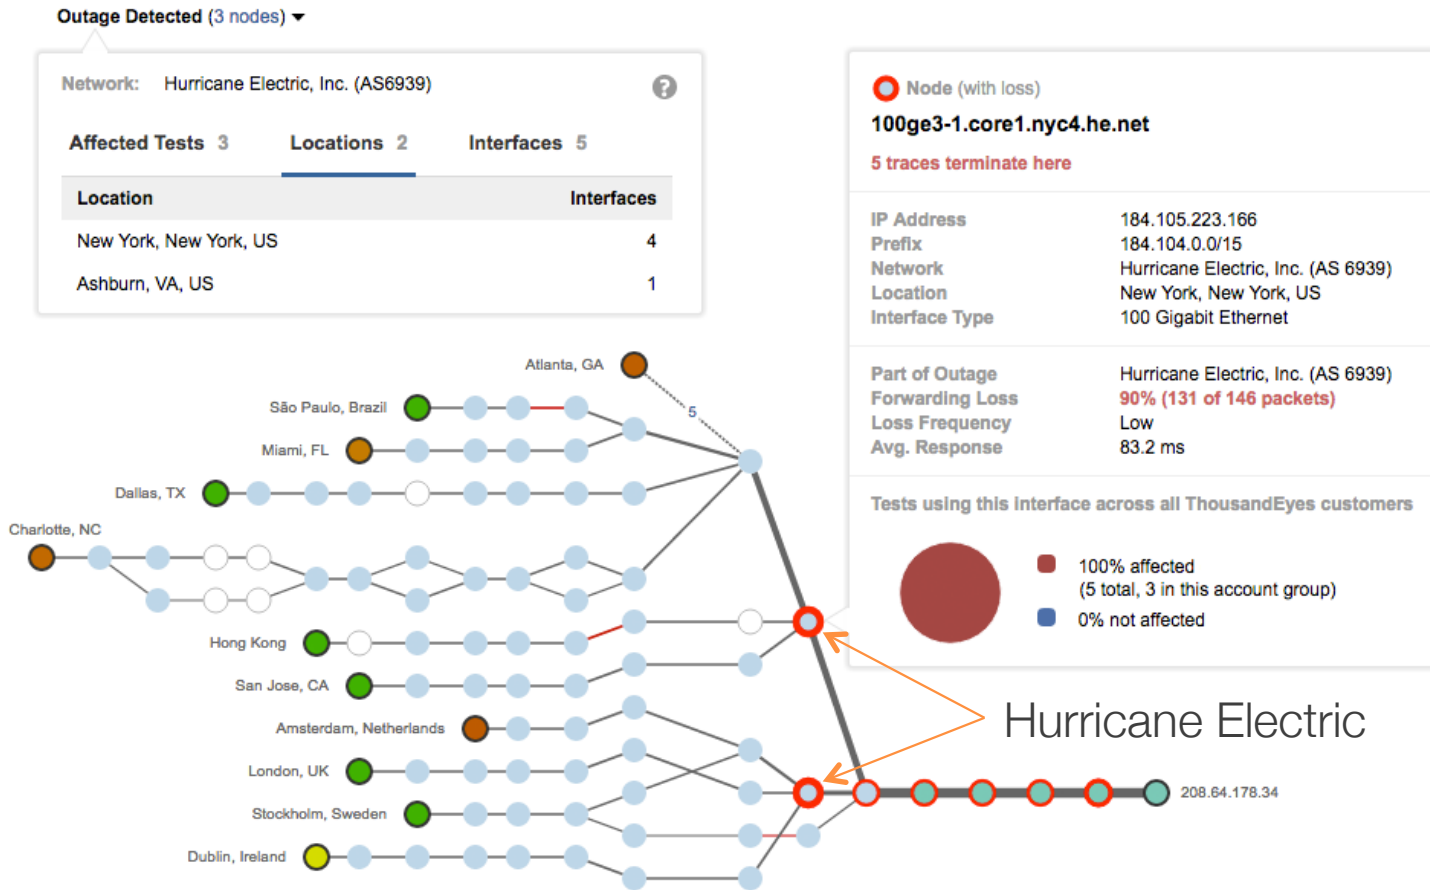 Outage Detected (3 nodes)
Network: Hurricane Electric, Inc. (AS6939) ?
Affected Tests 3 Locations 2 Interfaces 5
Location Interfaces
New York, New York, US 4
Ashburn, VA, US 1
Node (with loss)
100ge3-1.core1.nyc4.he.net
5 traces terminate here
IP Address 184.105.223.166
Prefix 184.104.0.0/15
Network Hurricane Electric, Inc. (AS 6939)
Location New York, New York, US
Interface Type 100 Gigabit Ethernet
Part of Outage Hurricane Electric, Inc. (AS 6939)
Forwarding Loss 90% (131 of 146 packets)
Loss Frequency Low
Avg. Response 83.2 ms
Tests using this interface across all ThousandEyes customers
100% affected
(5 total, 3 in this account group)
0% not affected
Atlanta, GA
São Paulo, Brazil
5
Miami, FL
Dallas, TX
Charlotte, NC
Hong Kong
San Jose, CA
Hurricane Electric
Amsterdam, Netherlands
London, UK
208.64.178.34
Stockholm, Sweden
Dublin, Ireland